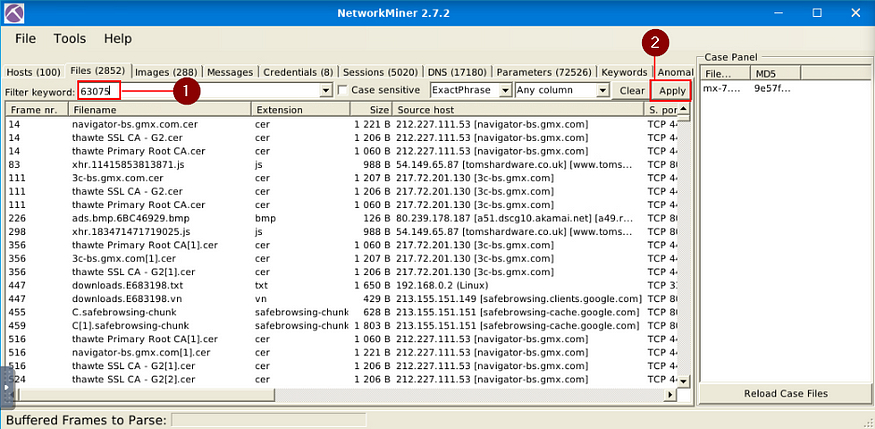 NetworkMiner 2.7.2
File Tools Help
2
Hosts (100) Files (2852) Images (288) Messages Credentials (8) Sessions (5020) DNS (17180) Parameters (72526) Keywords Anomal
Filter keyword: 63075 1 Case sensitive ExactPhrase Any column Clear Apply
Frame nr. Filename Extension Size Source host S. por
14 navigator-bs.gmx.com.cer cer 1 221 B 212.227.111.53 [navigator-bs.gmx.com] TCP 44
14 thawte SSL CA - G2.cer cer 1 206 B 212.227.111.53 [navigator-bs.gmx.com] TCP 44
14 thawte Primary Root CA.cer cer 1 060 B 212.227.111.53 [navigator-bs.gmx.com] TCP 44
83 xhr.11415853813871.js js 988 B 54.149.65.87 [tomshardware.co.uk] [www.toms... TCP 80
111 3c-bs.gmx.com.cer cer 1 207 B 217.72.201.130 [3c-bs.gmx.com] TCP 44
111 thawte SSL CA - G2.cer cer 1 206 B 217.72.201.130 [3c-bs.gmx.com] TCP 44
111 thawte Primary Root CA.cer cer 1 060 B 217.72.201.130 [3c-bs.gmx.com] TCP 44
226 ads.bmp.6BC46929.bmp bmp 126 B 80.239.178.187 [a51.dscg10.akamai.net] [a49.r... TCP 80
298 xhr.183471471719025.js js 988 B 54.149.65.87 [tomshardware.co.uk] [www.toms... TCP 80
356 thawte Primary Root CA[1].cer cer 1 060 B 217.72.201.130 [3c-bs.gmx.com] TCP 44
356 3c-bs.gmx.com[1].cer cer 1 207 B 217.72.201.130 [3c-bs.gmx.com] TCP 44
356 thawte SSL CA - G2[1].cer cer 1 206 B 217.72.201.130 [3c-bs.gmx.com] TCP 44
447 downloads.E683198.txt txt 1 650 B 192.168.0.2 (Linux) TCP 33
447 downloads.E683198.vn vn 429 B 213.155.151.149 [safebrowsing.clients.google.com] TCP 80
455 C.safebrowsing-chunk safebrowsing-chunk 628 B 213.155.151.151 [safebrowsing-cache.google.com] TCP 80
459 C[1].safebrowsing-chunk safebrowsing-chunk 1 803 B 213.155.151.151 [safebrowsing-cache.google.com] TCP 80
516 thawte Primary Root CA[1].cer cer 1 060 B 212.227.111.53 [navigator-bs.gmx.com] TCP 44
516 navigator-bs.gmx.com[1].cer cer 1 221 B 212.227.111.53 [navigator-bs.gmx.com] TCP 44
516 thawte SSL CA - G2[1].cer cer 1 206 B 212.227.111.53 [navigator-bs.gmx.com] TCP 44
524 thawte SSL CA - G2[2].cer cer 1 206 B 212.227.111.53 [navigator-bs.gmx.com] TCP 44
Case Panel
File... MD5
mx-7.... 9e57f...
Reload Case Files
Buffered Frames to Parse: